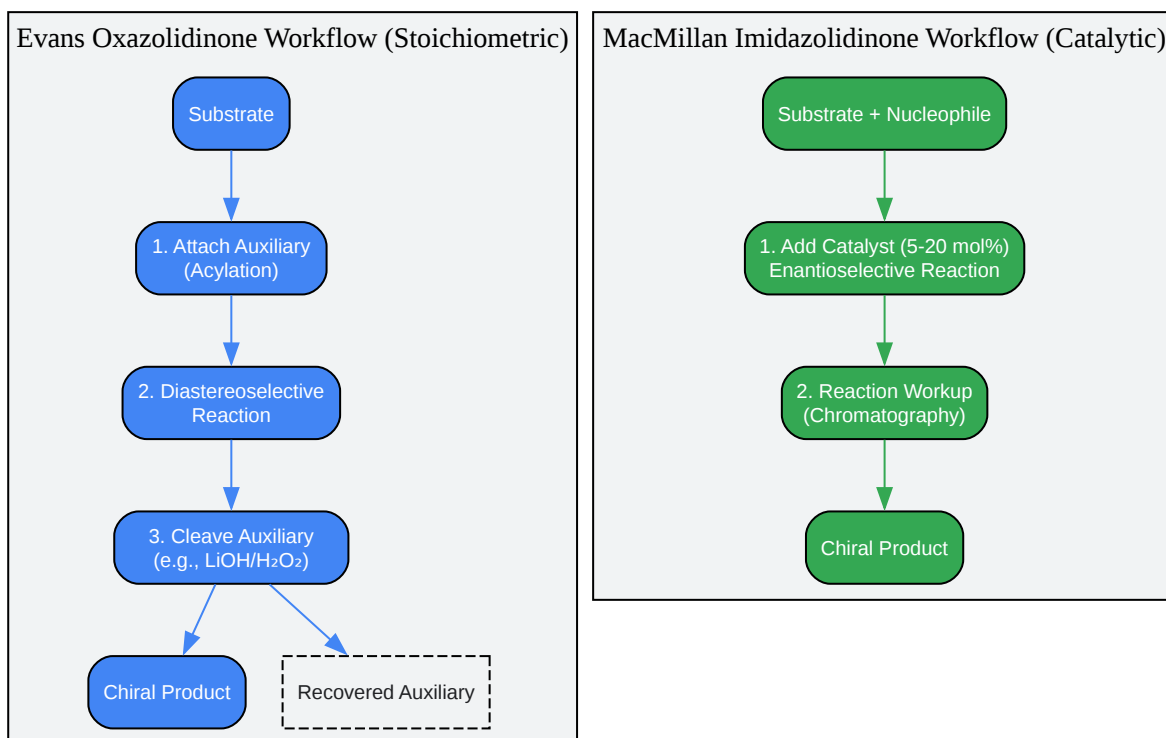 Evans Oxazolidinone Workflow (Stoichiometric)
Substrate
1. Attach Auxiliary
(Acylation)
2. Diastereoselective
Reaction
3. Cleave Auxiliary
(e.g., LiOH/H₂O₂)
Chiral Product
Recovered Auxiliary
MacMillan Imidazolidinone Workflow (Catalytic)
Substrate + Nucleophile
1. Add Catalyst (5-20 mol%)
Enantioselective Reaction
2. Reaction Workup
(Chromatography)
Chiral Product